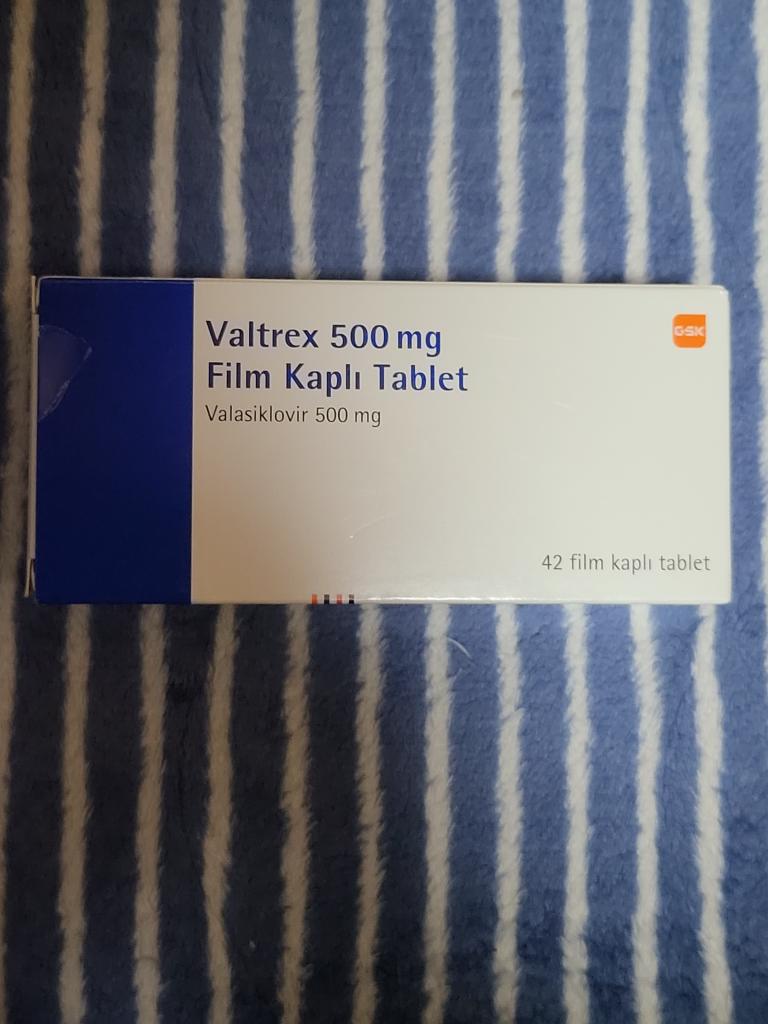 Valtrex 500 mg
Film Kaplı Tablet
Valasiklovir 500 mg
GSK
42 film kaplı tablet